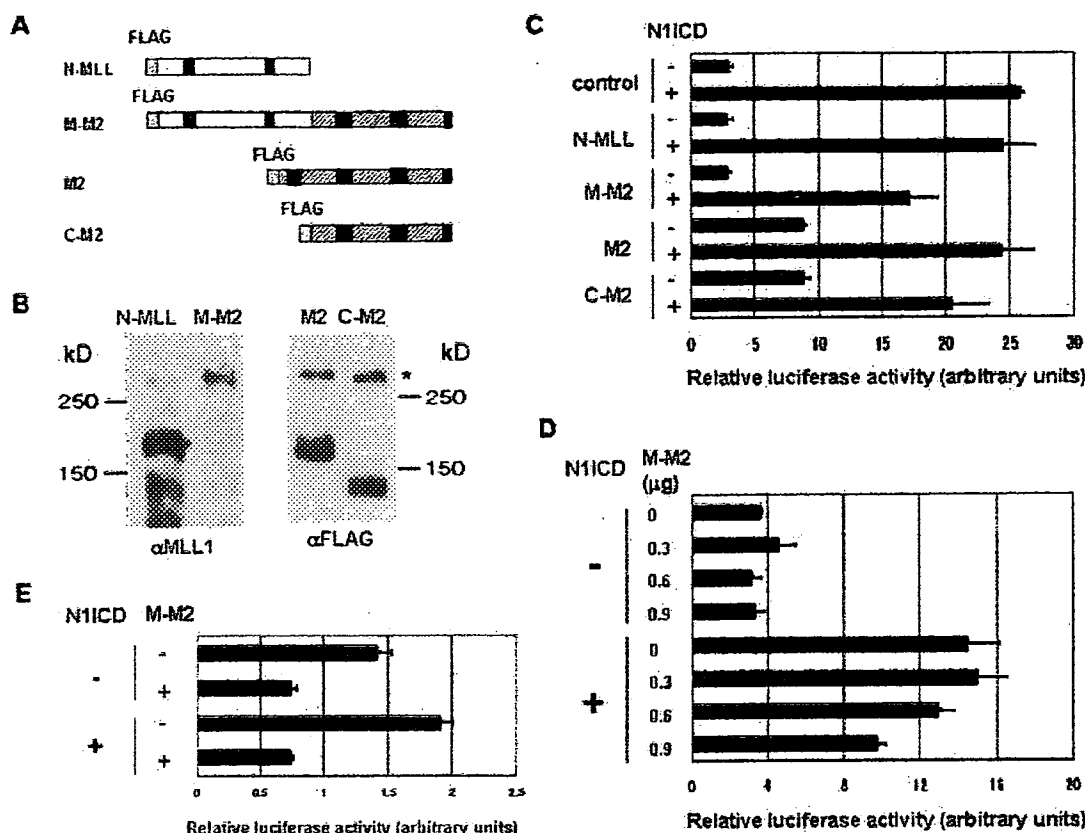 A
FLAG
N-MLL
FLAG
M-M2
FLAG
M2
FLAG
C-M2
B
N-MLL M-M2
M2 C-M2
kD
kD
*
250
250
150
150
αMLL1
αFLAG
C
N1ICD
control
-
+
N-MLL
-
+
M-M2
-
+
M2
-
+
C-M2
-
+
0 5 10 15 20 25 30
Relative luciferase activity (arbitrary units)
D
N1ICD
M-M2
(µg)
-
0
0.3
0.6
0.9
+
0
0.3
0.6
0.9
0 4 8 12 16 20
Relative luciferase activity (arbitrary units)
E
N1ICD M-M2
-
-
+
+
-
+
0 0.5 1 1.5 2 2.5
Relative luciferase activity (arbitrary units)